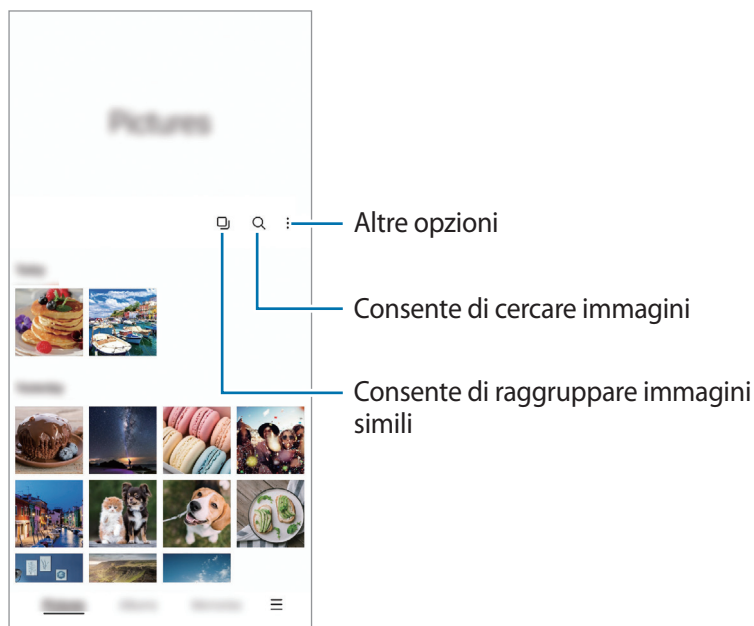 Pictures
Altre opzioni
Consente di cercare immagini
Consente di raggruppare immagini
simili